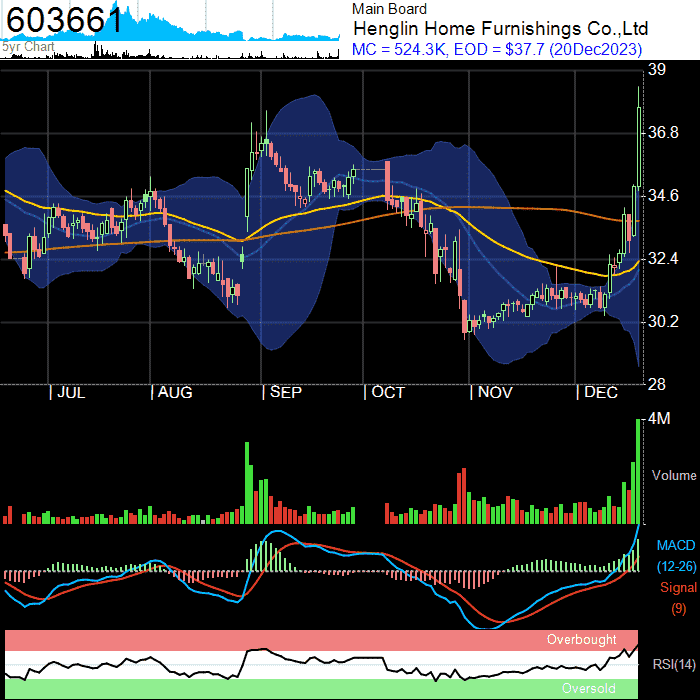 603661
5yr Chart
Main Board
Henglin Home Furnishings Co.,Ltd
MC = 524.3K, EOD = $37.7 (20Dec2023)
39
36.8
34.6
32.4
30.2
28
| JUL | AUG | SEP | OCT | NOV | DEC
4M
Volume
MACD
(12-26)
Signal
(9)
Overbought
RSI(14)
Oversold